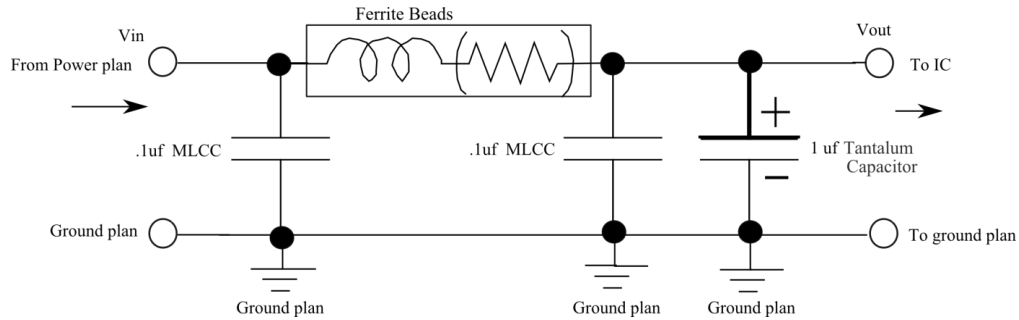 Ferrite Beads
Vin
Vout
From Power plan
To IC
+
.1uf MLCC
.1uf MLCC
1 uf Tantalum
Capacitor
−
Ground plan
To ground plan
Ground plan
Ground plan
Ground plan